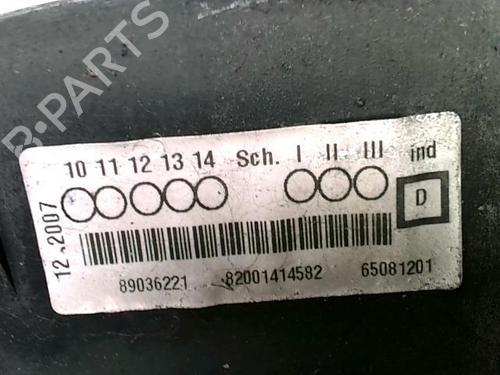 B-PARTS
10 11 12 13 14 Sch. I II III ind
D
12.2007
89036221 82001414582 65081201